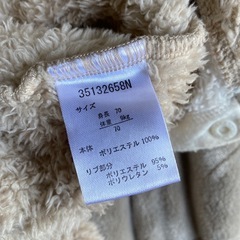 35132658N
サイズ
身長 70
体重 9kg
70
本体 ポリエステル 100%
リブ部分 ポリエステル 95%
ポリウレタン 5%